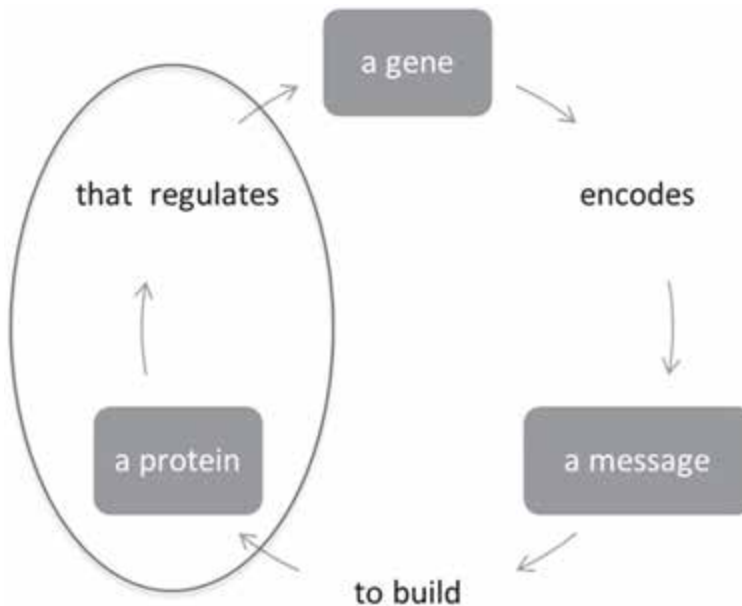 a gene
encodes
a message
to build
a protein
that regulates